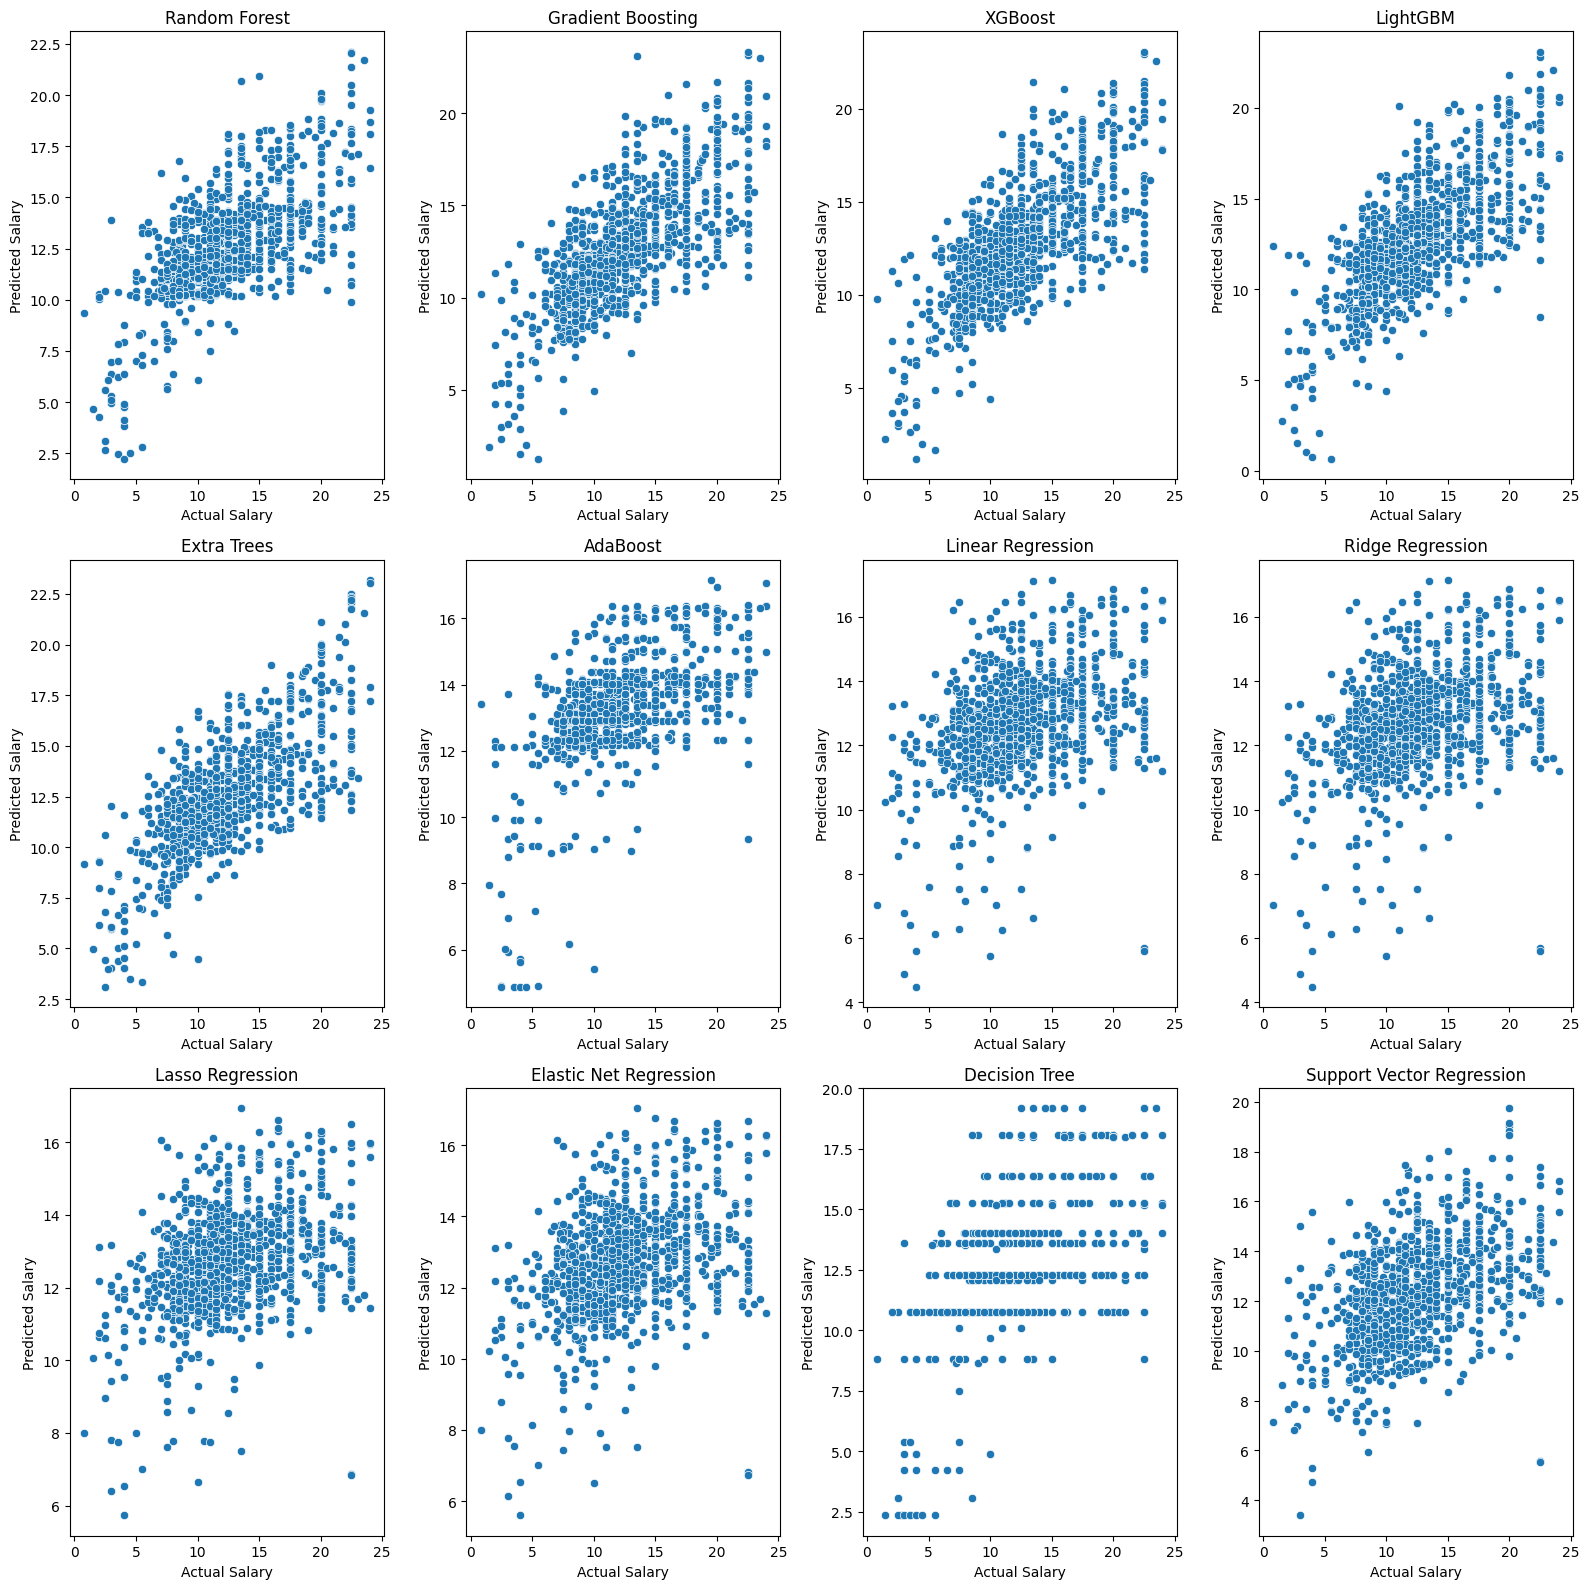 Random Forest
Gradient Boosting
XGBoost
LightGBM
22.5
20.0
17.5
15.0
12.5
10.0
7.5
5.0
2.5
Predicted Salary
0 5 10 15 20 25
Actual Salary
20
15
10
5
Predicted Salary
0 5 10 15 20 25
Actual Salary
20
15
10
5
Predicted Salary
0 5 10 15 20 25
Actual Salary
20
15
10
5
0
Predicted Salary
0 5 10 15 20 25
Actual Salary
Extra Trees
AdaBoost
Linear Regression
Ridge Regression
22.5
20.0
17.5
15.0
12.5
10.0
7.5
5.0
2.5
Predicted Salary
0 5 10 15 20 25
Actual Salary
16
14
12
10
8
6
Predicted Salary
0 5 10 15 20 25
Actual Salary
16
14
12
10
8
6
4
Predicted Salary
0 5 10 15 20 25
Actual Salary
16
14
12
10
8
6
4
Predicted Salary
0 5 10 15 20 25
Actual Salary
Lasso Regression
Elastic Net Regression
Decision Tree
Support Vector Regression
16
14
12
10
8
6
Predicted Salary
0 5 10 15 20 25
Actual Salary
16
14
12
10
8
6
Predicted Salary
0 5 10 15 20 25
Actual Salary
20.0
17.5
15.0
12.5
10.0
7.5
5.0
2.5
Predicted Salary
0 5 10 15 20 25
Actual Salary
20
18
16
14
12
10
8
6
4
Predicted Salary
0 5 10 15 20 25
Actual Salary